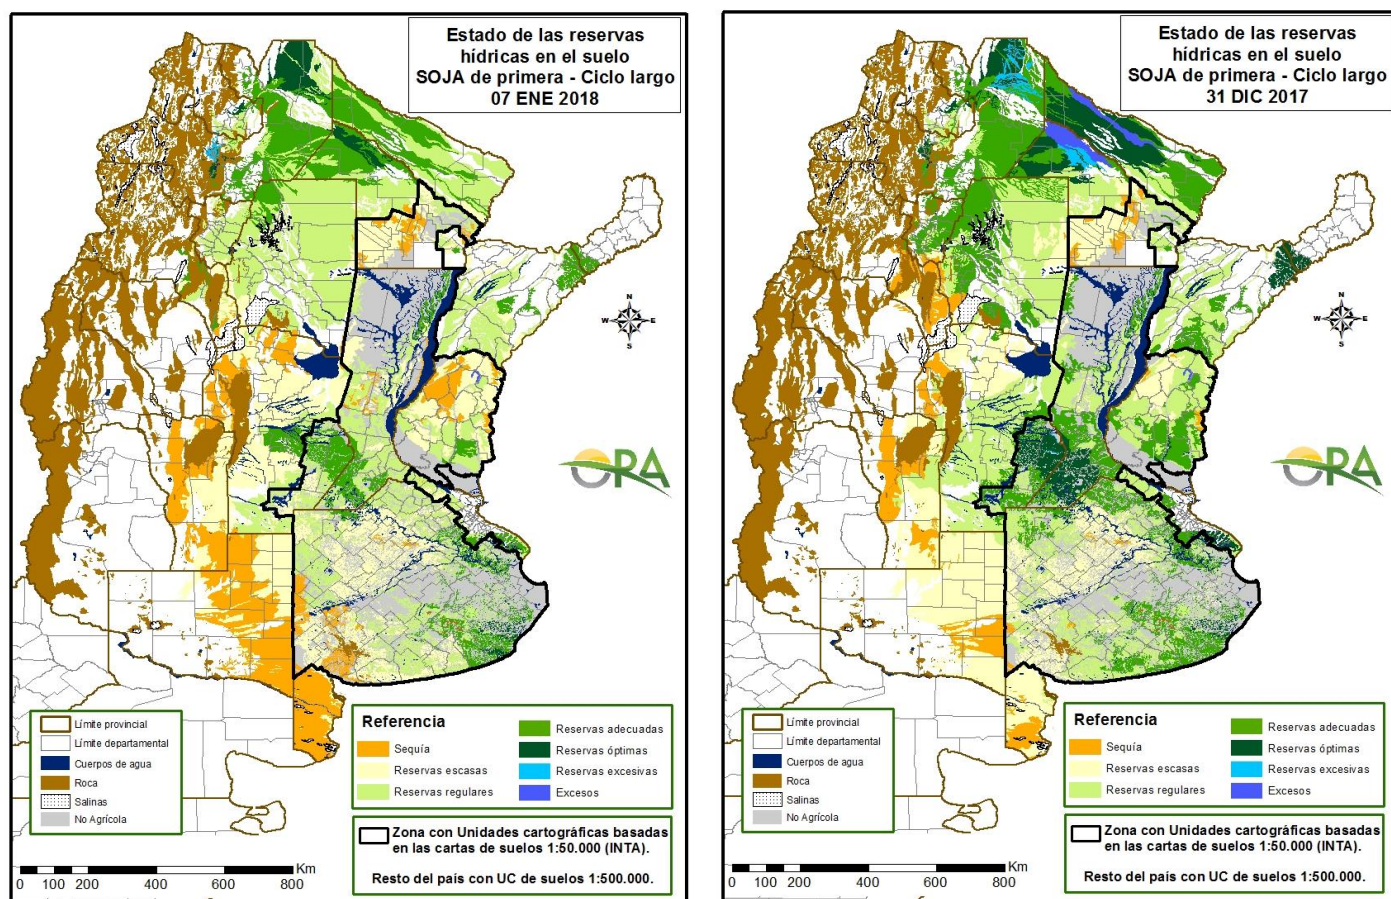 Estado de las reservas
hídricas en el suelo
SOJA de primera - Ciclo largo
07 ENE 2018
N
W E
S
ORA
Límite provincial
Límite departamental
Cuerpos de agua
Roca
Salinas
No Agrícola
Referencia
Sequía
Reservas escasas
Reservas regulares
Reservas adecuadas
Reservas óptimas
Reservas excesivas
Excesos
Zona con Unidades cartográficas basadas
en las cartas de suelos 1:50.000 (INTA).
Resto del país con UC de suelos 1:500.000.
Km
0 100 200 400 600 800
Estado de las reservas
hídricas en el suelo
SOJA de primera - Ciclo largo
31 DIC 2017
N
W E
S
ORA
Límite provincial
Límite departamental
Cuerpos de agua
Roca
Salinas
No Agrícola
Referencia
Sequía
Reservas escasas
Reservas regulares
Reservas adecuadas
Reservas óptimas
Reservas excesivas
Excesos
Zona con Unidades cartográficas basadas
en las cartas de suelos 1:50.000 (INTA).
Resto del país con UC de suelos 1:500.000.
Km
0 100 200 400 600 800